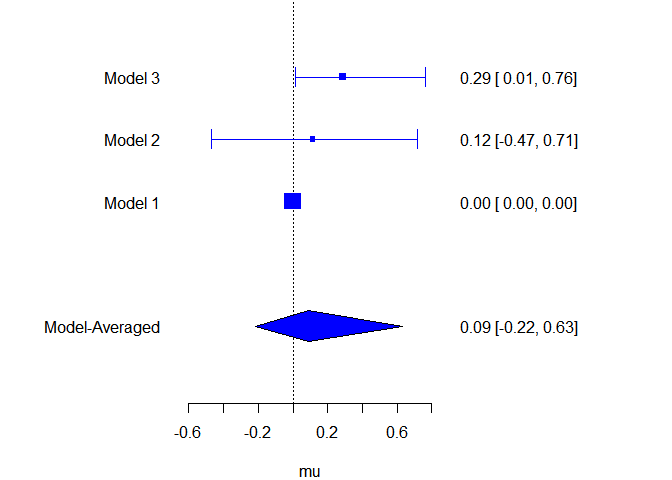 Model 3 0.29 [ 0.01, 0.76]
Model 2 0.12 [-0.47, 0.71]
Model 1 0.00 [ 0.00, 0.00]
Model-Averaged 0.09 [-0.22, 0.63]
-0.6 -0.2 0.2 0.6
mu